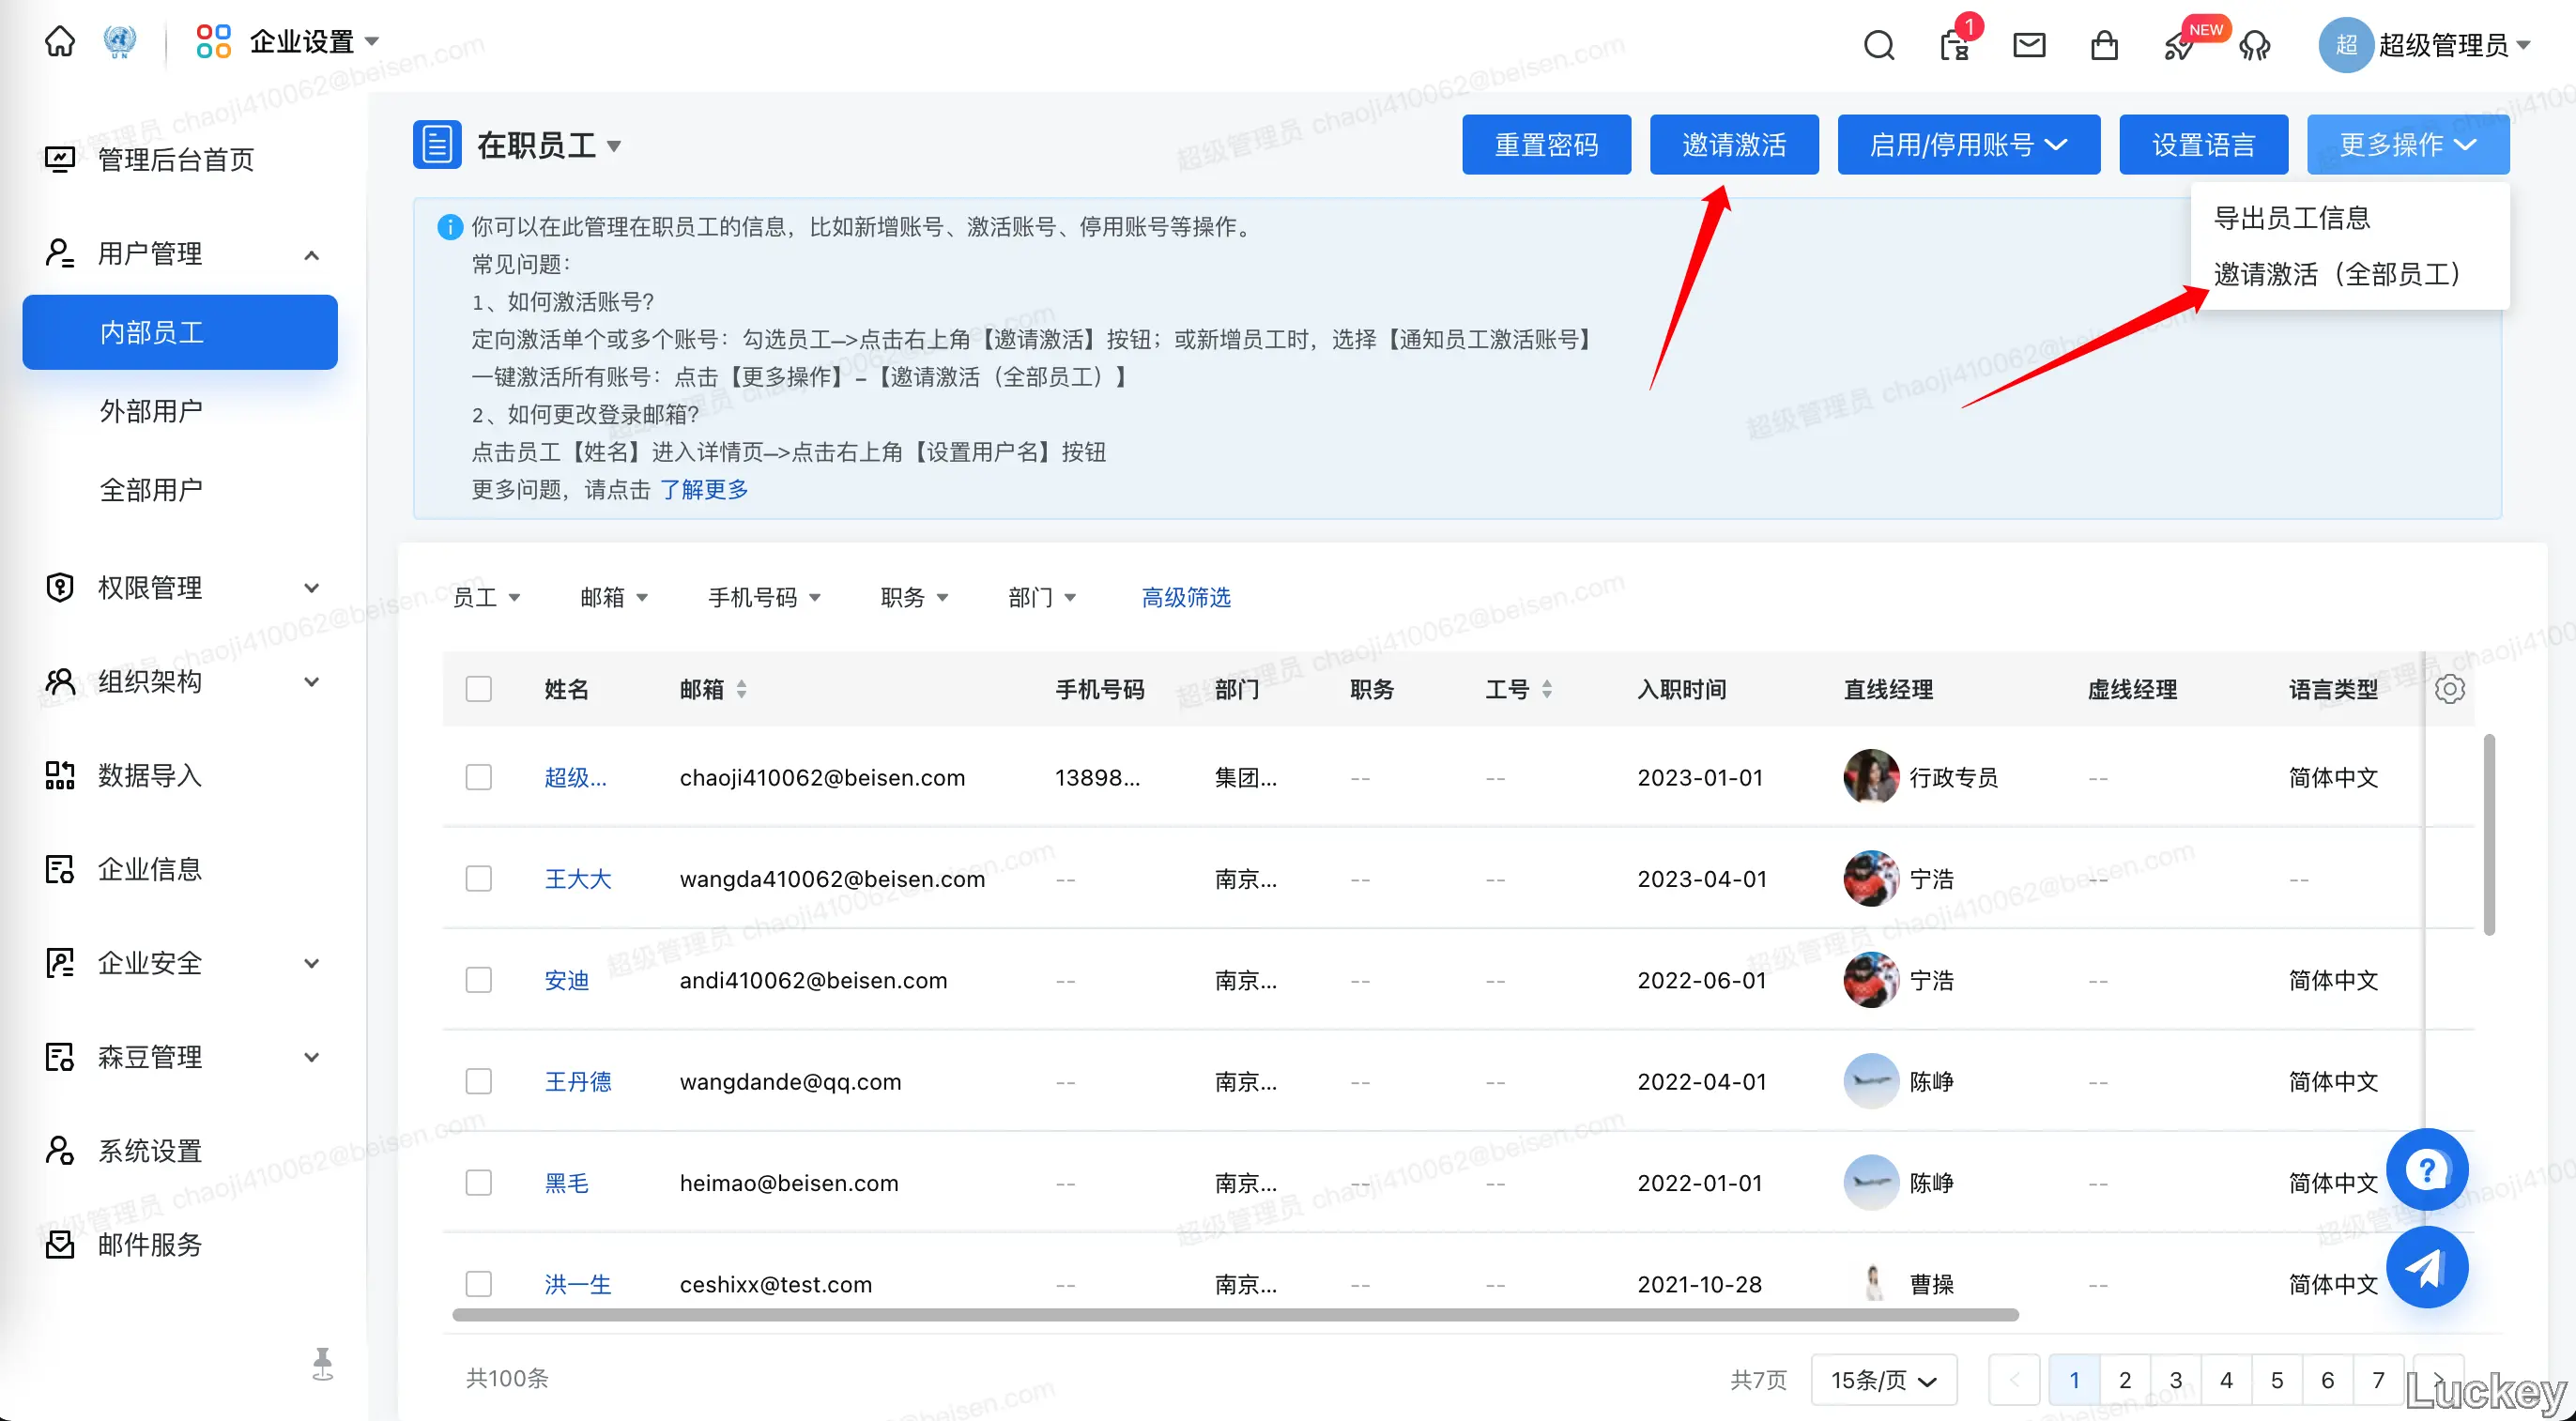 UN
企业设置
1
NEW
超
超级管理员
管理后台首页
用户管理
内部员工
外部用户
全部用户
权限管理
组织架构
数据导入
企业信息
企业安全
森豆管理
系统设置
邮件服务
在职员工
重置密码
邀请激活
启用/停用账号
设置语言
更多操作
导出员工信息
邀请激活（全部员工）
你可以在此管理在职员工的信息，比如新增账号、激活账号、停用账号等操作。
常见问题：
1、如何激活账号？
定向激活单个或多个账号：勾选员工—>点击右上角【邀请激活】按钮；或新增员工时，选择【通知员工激活账号】
一键激活所有账号：点击【更多操作】–【邀请激活（全部员工）】
2、如何更改登录邮箱？
点击员工【姓名】进入详情页—>点击右上角【设置用户名】按钮
更多问题，请点击 了解更多
员工 邮箱 手机号码 职务 部门 高级筛选
姓名 邮箱 手机号码 部门 职务 工号 入职时间 直线经理 虚线经理 语言类型
超级... chaoji410062@beisen.com 13898... 集团... -- -- 2023-01-01 行政专员 -- 简体中文
王大大 wangda410062@beisen.com -- 南京... -- -- 2023-04-01 宁浩 -- --
安迪 andi410062@beisen.com -- 南京... -- -- 2022-06-01 宁浩 -- 简体中文
王丹德 wangdande@qq.com -- 南京... -- -- 2022-04-01 陈峥 -- 简体中文
黑毛 heimao@beisen.com -- 南京... -- -- 2022-01-01 陈峥 -- 简体中文
洪一生 ceshixx@test.com -- 南京... -- -- 2021-10-28 曹操 -- 简体中文
共100条 共7页 15条/页 < 1 2 3 4 5 6 7 >
超级管理员 chaoji410062@beisen.com
Luckey